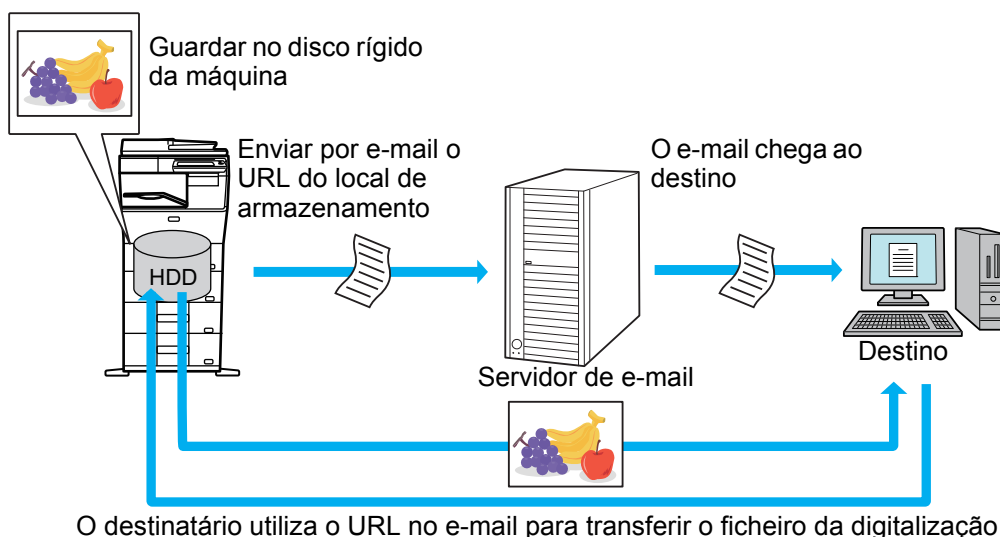 Guardar no disco rígido
da máquina
Enviar por e-mail o
URL do local de
armazenamento
O e-mail chega ao
destino
HDD
Destino
Servidor de e-mail
O destinatário utiliza o URL no e-mail para transferir o ficheiro da digitalização